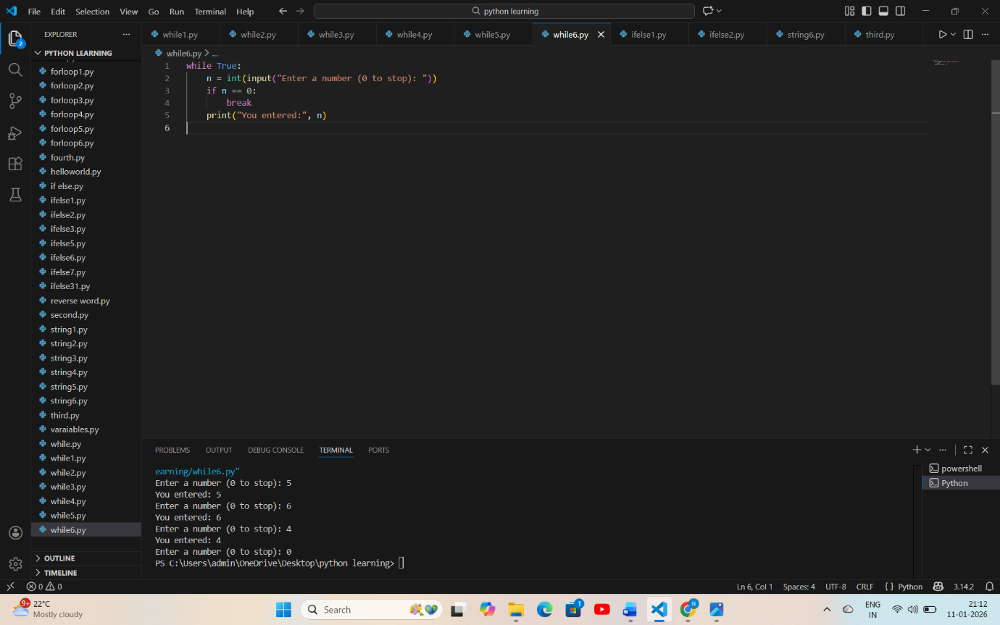 File Edit Selection View Go Run Terminal Help
python learning
EXPLORER
while1.py while2.py while3.py while4.py while5.py while6.py ifelse1.py ifelse2.py string6.py third.py
PYTHON LEARNING
forloop1.py
forloop2.py
forloop3.py
forloop4.py
forloop5.py
forloop6.py
fourth.py
helloworld.py
if else.py
ifelse1.py
ifelse2.py
ifelse3.py
ifelse5.py
ifelse6.py
ifelse7.py
ifelse31.py
reverse word.py
second.py
string1.py
string2.py
string3.py
string4.py
string5.py
string6.py
third.py
varaiables.py
while.py
while1.py
while2.py
while3.py
while4.py
while5.py
while6.py
OUTLINE
TIMELINE
2
while6.py > ...
1 while True:
2 n = int(input("Enter a number (0 to stop): "))
3 if n == 0:
4 break
5 print("You entered:", n)
6
PROBLEMS OUTPUT DEBUG CONSOLE TERMINAL PORTS
earning/while6.py"
Enter a number (0 to stop): 5
You entered: 5
Enter a number (0 to stop): 6
You entered: 6
Enter a number (0 to stop): 4
You entered: 4
Enter a number (0 to stop): 0
PS C:\Users\admin\OneDrive\Desktop\python learning>
powershell
Python
0 0
Ln 6, Col 1 Spaces: 4 UTF-8 CRLF { } Python 3.14.2
9+
22°C
Mostly cloudy
Search
1
N
ENG
IN
21:12
11-01-2026